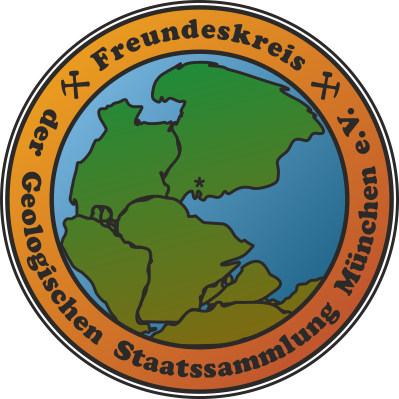 Freundeskreis
der Geologischen Staatssammlung München e.V.